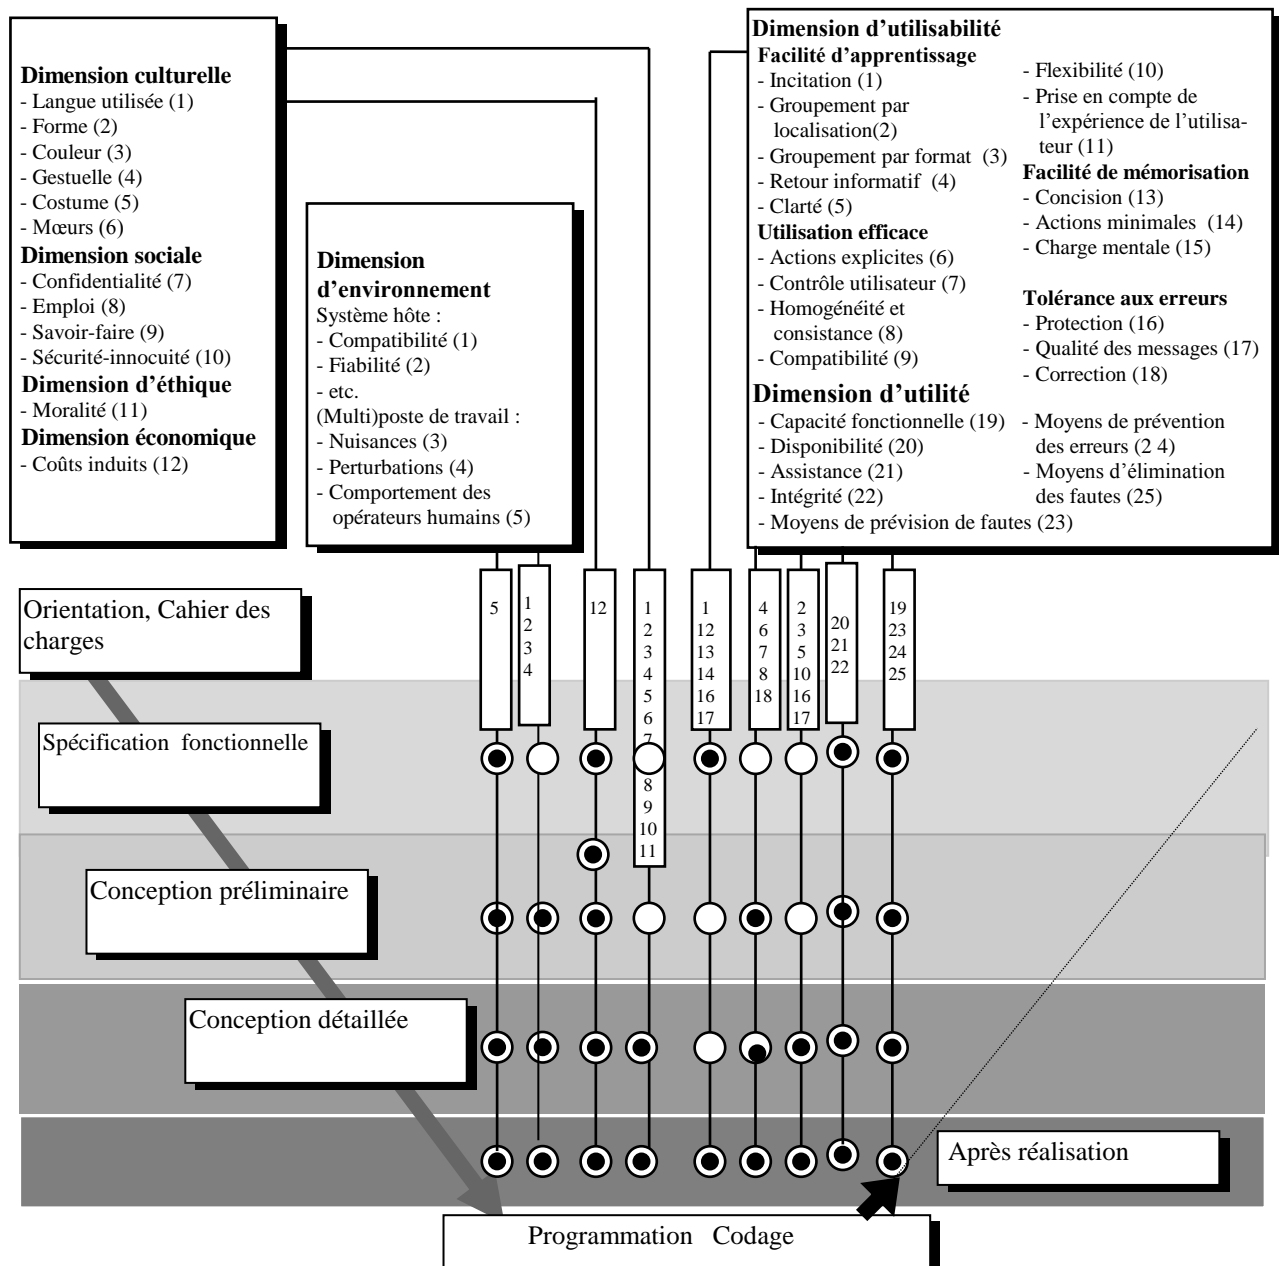 Dimension culturelle
- Langue utilisée (1)
- Forme (2)
- Couleur (3)
- Gestuelle (4)
- Costume (5)
- Mœurs (6)
Dimension sociale
- Confidentialité (7)
- Emploi (8)
- Savoir-faire (9)
- Sécurité-innocuité (10)
Dimension d'éthique
- Moralité (11)
Dimension économique
- Coûts induits (12)
Dimension
d'environnement
Système hôte :
- Compatibilité (1)
- Fiabilité (2)
- etc.
(Multi)poste de travail :
- Nuisances (3)
- Perturbations (4)
- Comportement des
opérateurs humains (5)
Dimension d'utilisabilité
Facilité d'apprentissage
- Incitation (1)
- Groupement par
localisation(2)
- Groupement par format (3)
- Retour informatif (4)
- Clarté (5)
Utilisation efficace
- Actions explicites (6)
- Contrôle utilisateur (7)
- Homogénéité et
consistance (8)
- Compatibilité (9)
- Flexibilité (10)
- Prise en compte de
l'expérience de l'utilisa-
teur (11)
Facilité de mémorisation
- Concision (13)
- Actions minimales (14)
- Charge mentale (15)
Tolérance aux erreurs
- Protection (16)
- Qualité des messages (17)
- Correction (18)
Dimension d'utilité
- Capacité fonctionnelle (19)
- Disponibilité (20)
- Assistance (21)
- Intégrité (22)
- Moyens de prévision de fautes (23)
- Moyens de prévention
des erreurs (2 4)
- Moyens d'élimination
des fautes (25)
5
1
2
3
4
12
1
2
3
4
5
6
7
8
9
10
11
1
12
13
14
16
17
4
6
7
8
18
2
3
5
10
16
17
20
21
22
19
23
24
25
Orientation, Cahier des
charges
Spécification fonctionnelle
Conception préliminaire
Conception détaillée
Après réalisation
Programmation Codage